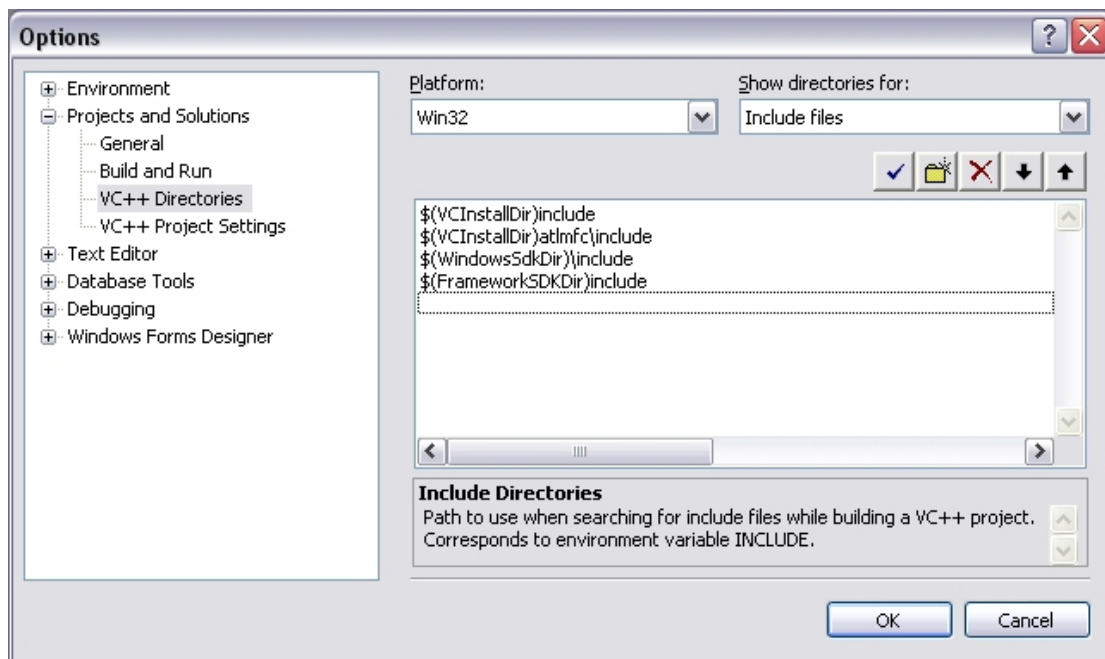 Options
Environment
Projects and Solutions
General
Build and Run
VC++ Directories
VC++ Project Settings
Text Editor
Database Tools
Debugging
Windows Forms Designer
Platform:
Win32
Show directories for:
Include files
$(VCInstallDir)include
$(VCInstallDir)atlmfc\include
$(WindowsSdkDir)\include
$(FrameworkSDKDir)include
Include Directories
Path to use when searching for include files while building a VC++ project.
Corresponds to environment variable INCLUDE.
OK
Cancel